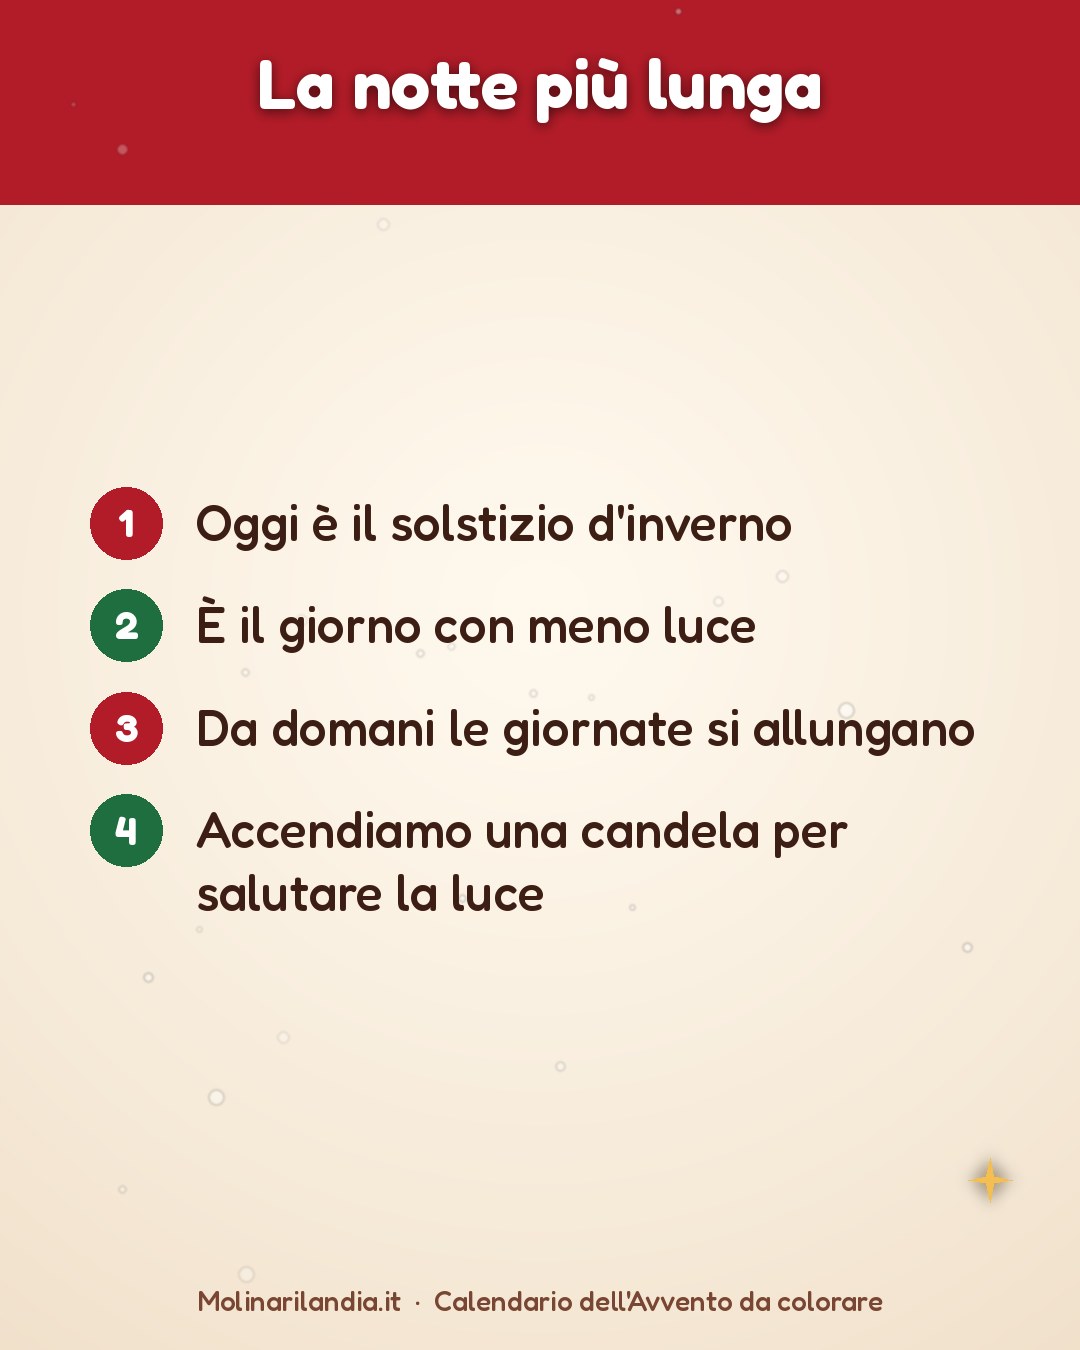 La notte più lunga
1 Oggi è il solstizio d'inverno
2 È il giorno con meno luce
3 Da domani le giornate si allungano
4 Accendiamo una candela per
salutare la luce
Molinarilandia.it · Calendario dell'Avvento da colorare